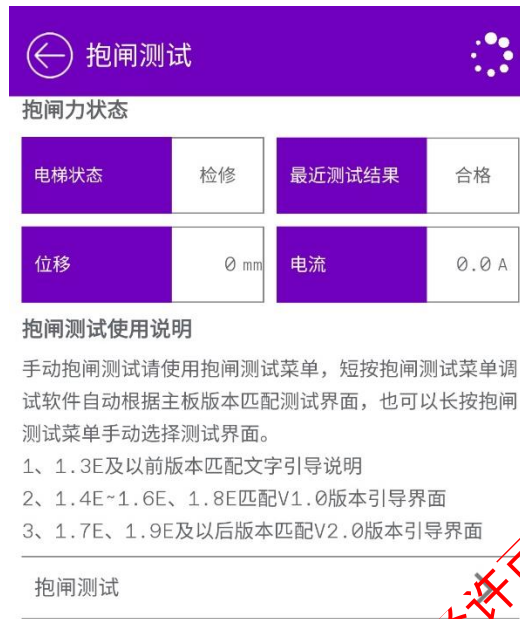 抱闸测试
抱闸力状态
电梯状态 检修 最近测试结果 合格
位移 0 mm 电流 0.0 A
抱闸测试使用说明
手动抱闸测试请使用抱闸测试菜单，短按抱闸测试菜单调
试软件自动根据主板版本匹配测试界面，也可以长按抱闸
测试菜单手动选择测试界面。
1、1.3E及以前版本匹配文字引导说明
2、1.4E~1.6E、1.8E匹配V1.0版本引导界面
3、1.7E、1.9E及以后版本匹配V2.0版本引导界面
抱闸测试
许